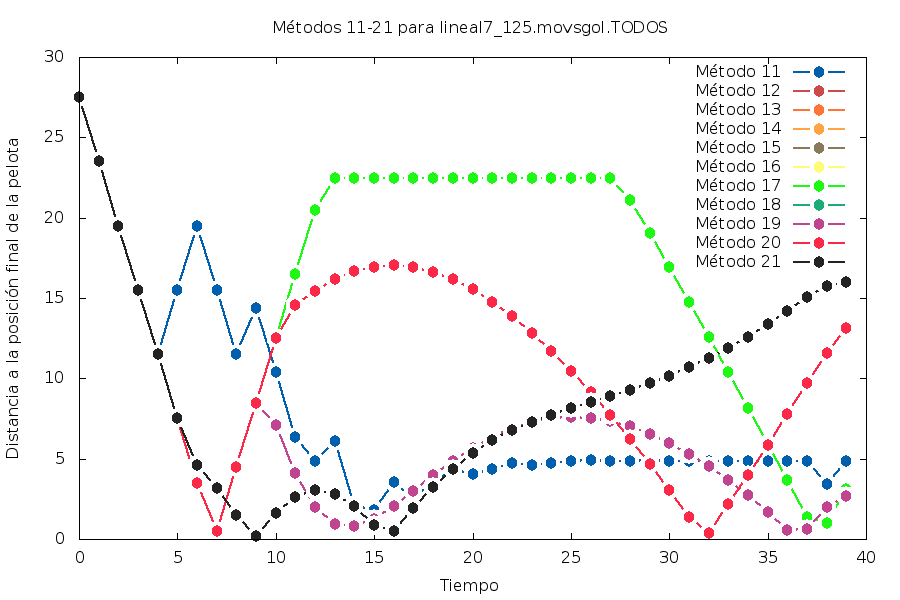 Métodos 11-21 para lineal7_125.movsgol.TODOS
Distancia a la posición final de la pelota
30
25
20
15
10
5
0
Método 11
Método 12
Método 13
Método 14
Método 15
Método 16
Método 17
Método 18
Método 19
Método 20
Método 21
0 5 10 15 20 25 30 35 40
Tiempo